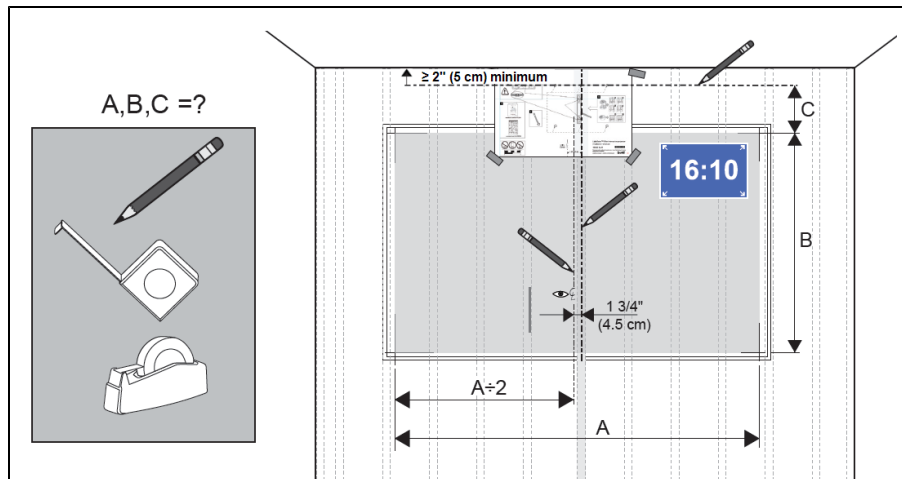 ≥ 2" (5 cm) minimum
A,B,C =?
C
16:10
B
1 3/4"
(4.5 cm)
A÷2
A